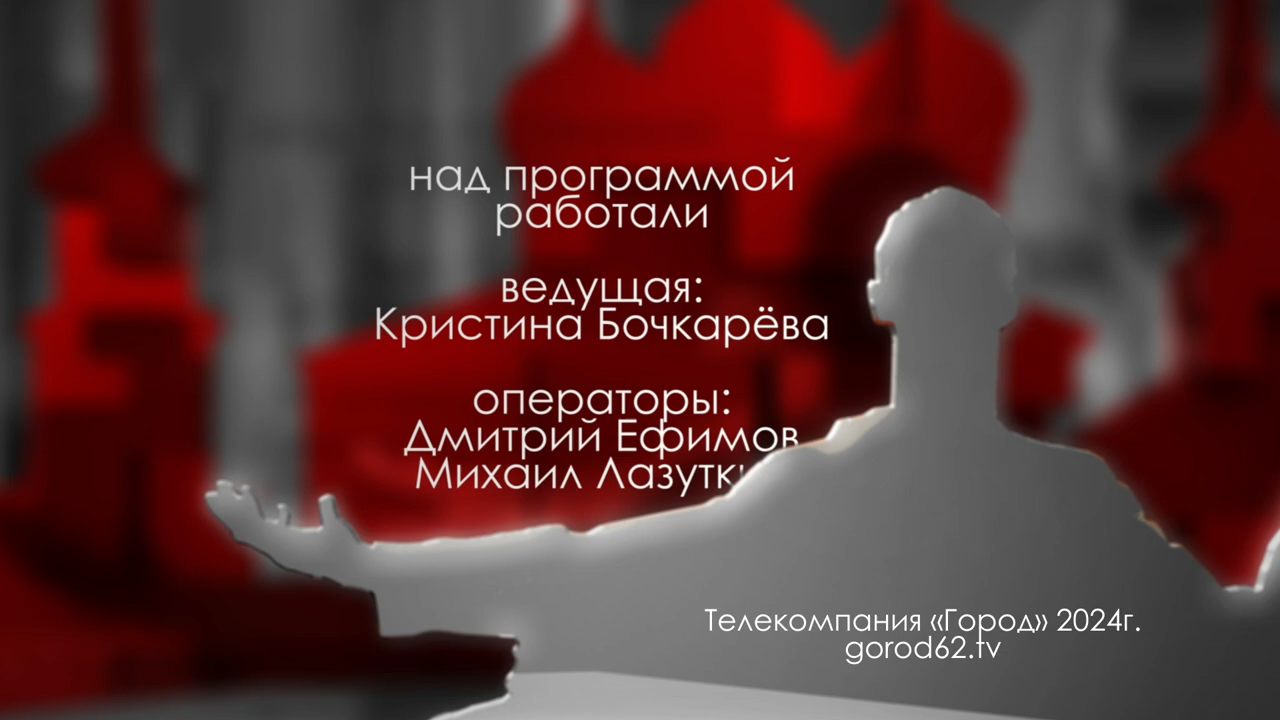 над программой
работали
ведущая:
Кристина Бочкарёва
операторы:
Дмитрий Ефимов
Михаил
Телекомпания «Город» 2024г.
gorod62.tv